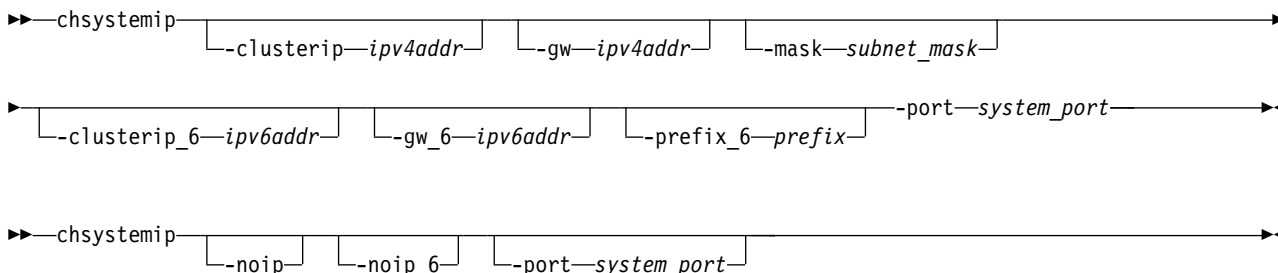 chsystemip -clusterip ipv4addr -gw ipv4addr -mask subnet_mask
-clusterip_6 ipv6addr -gw_6 ipv6addr -prefix_6 prefix -port system_port
chsystemip -noip -noip_6 -port system_port